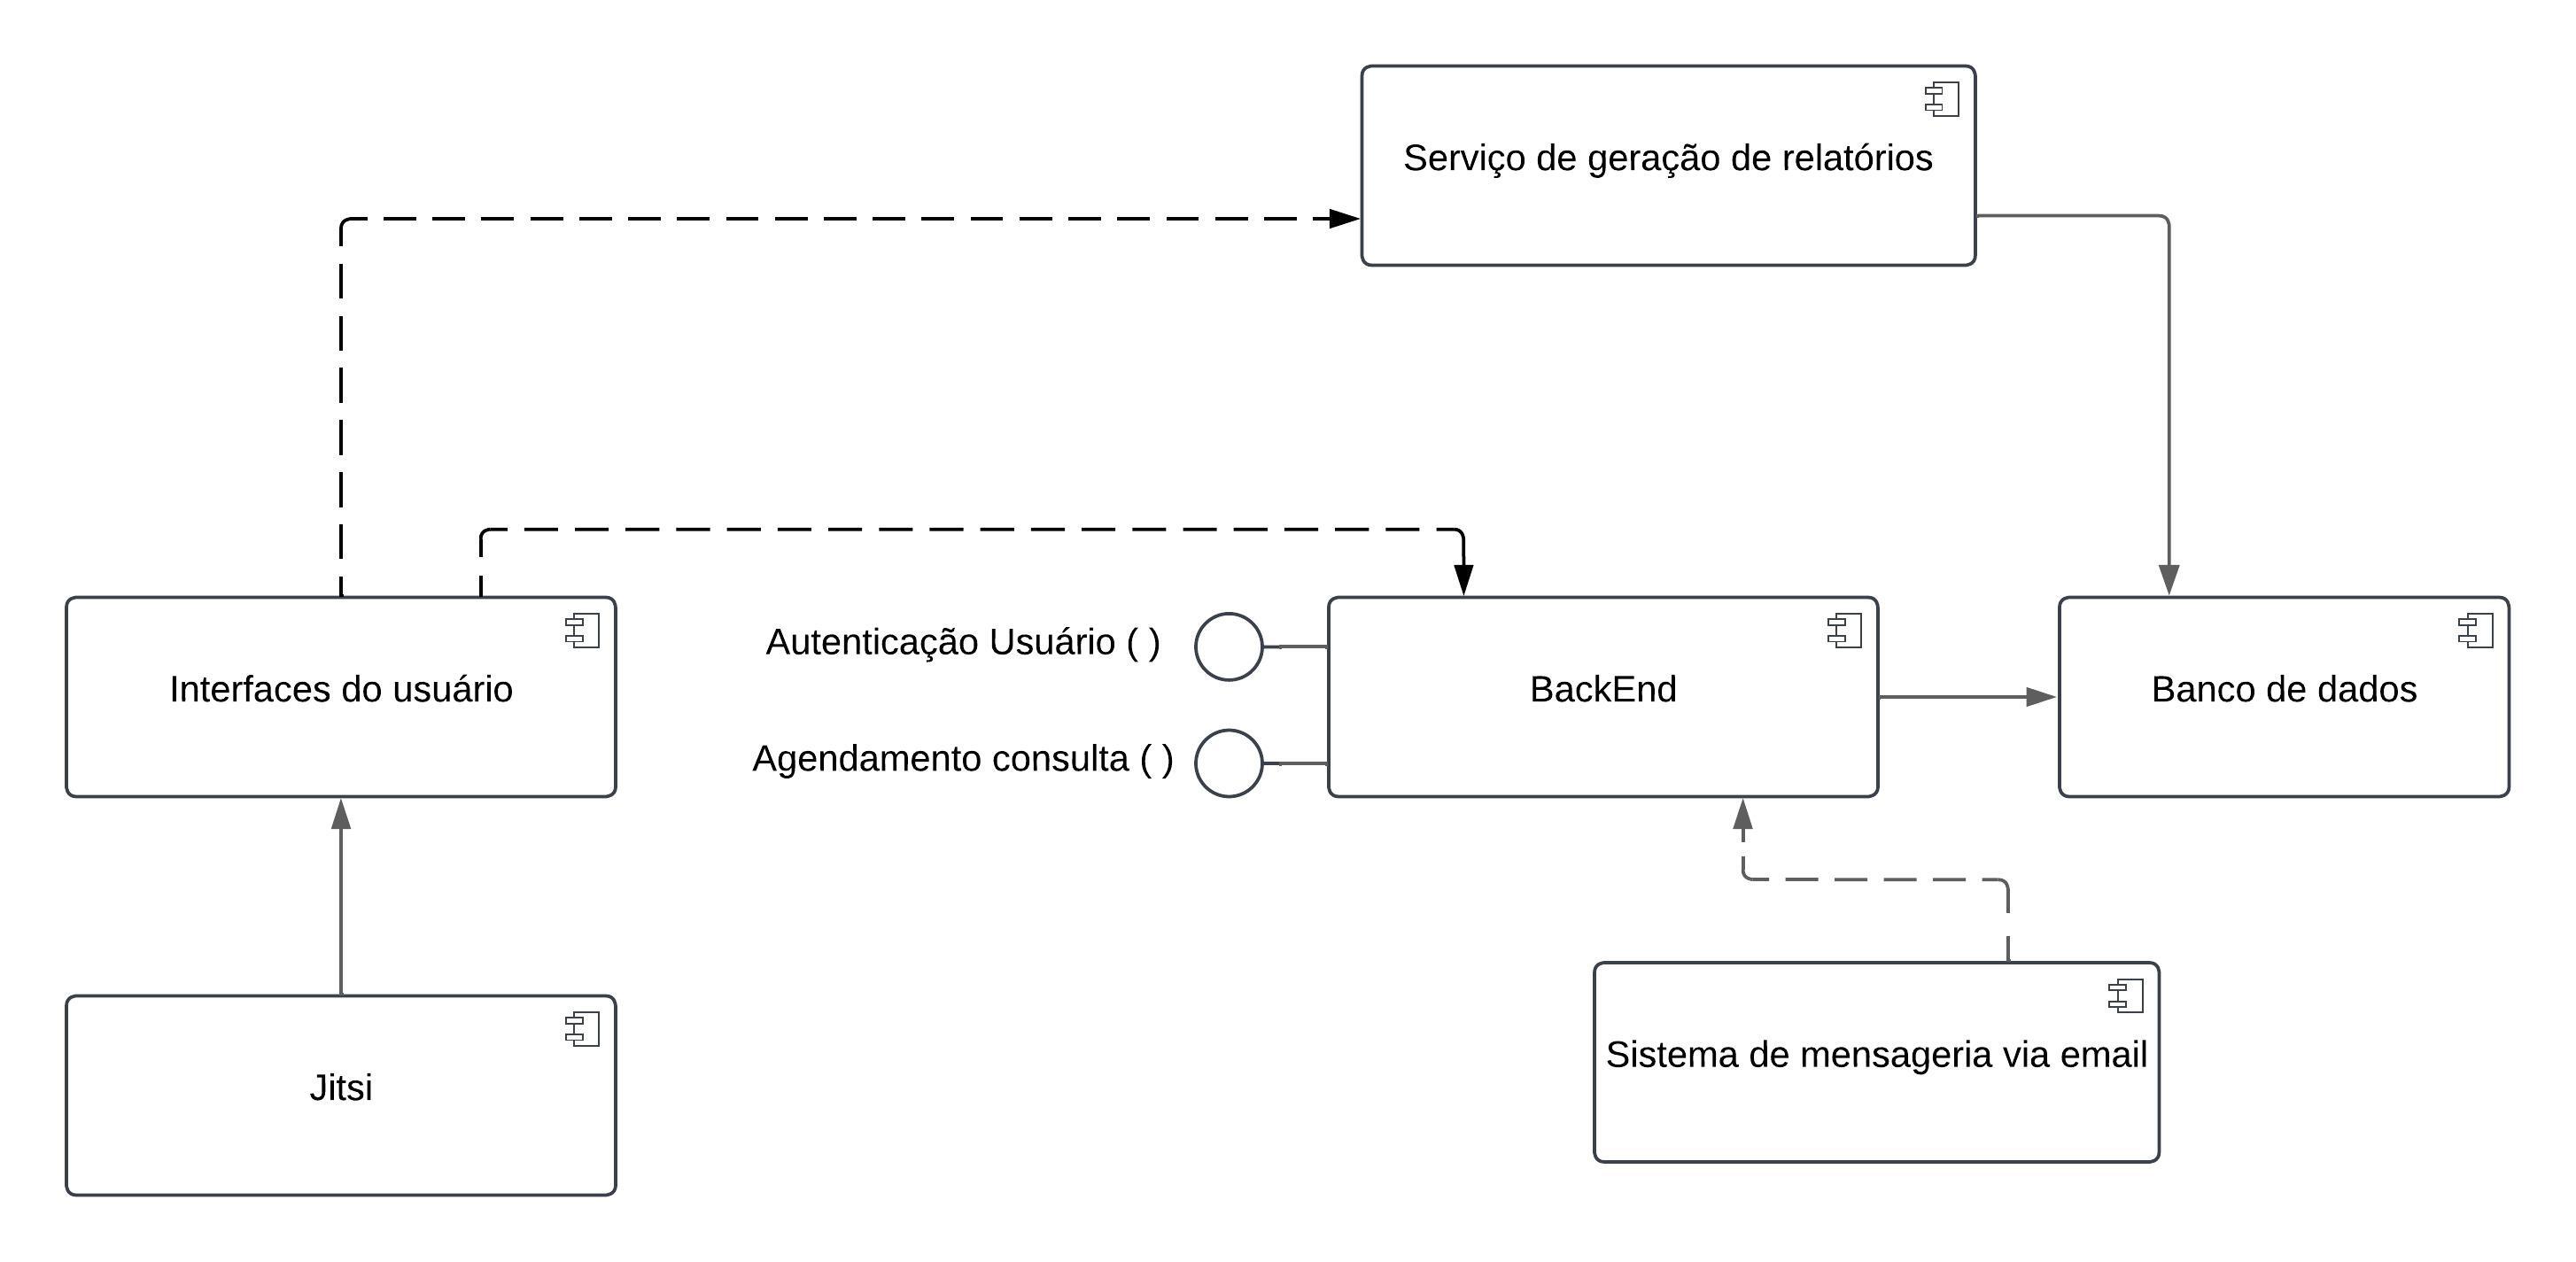 Serviço de geração de relatórios
Autenticação Usuário ( )
Interfaces do usuário
BackEnd
Banco de dados
Agendamento consulta ( )
Sistema de mensageria via email
Jitsi